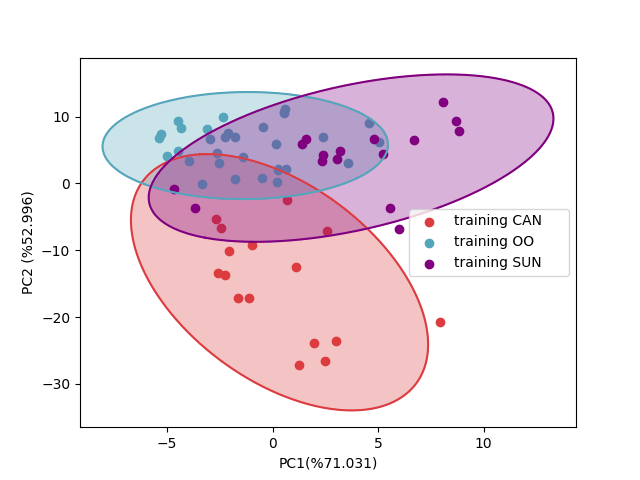 10
0
−10
−20
−30
PC2 (%52.996)
training CAN
training OO
training SUN
−5
0
5
10
PC1(%71.031)